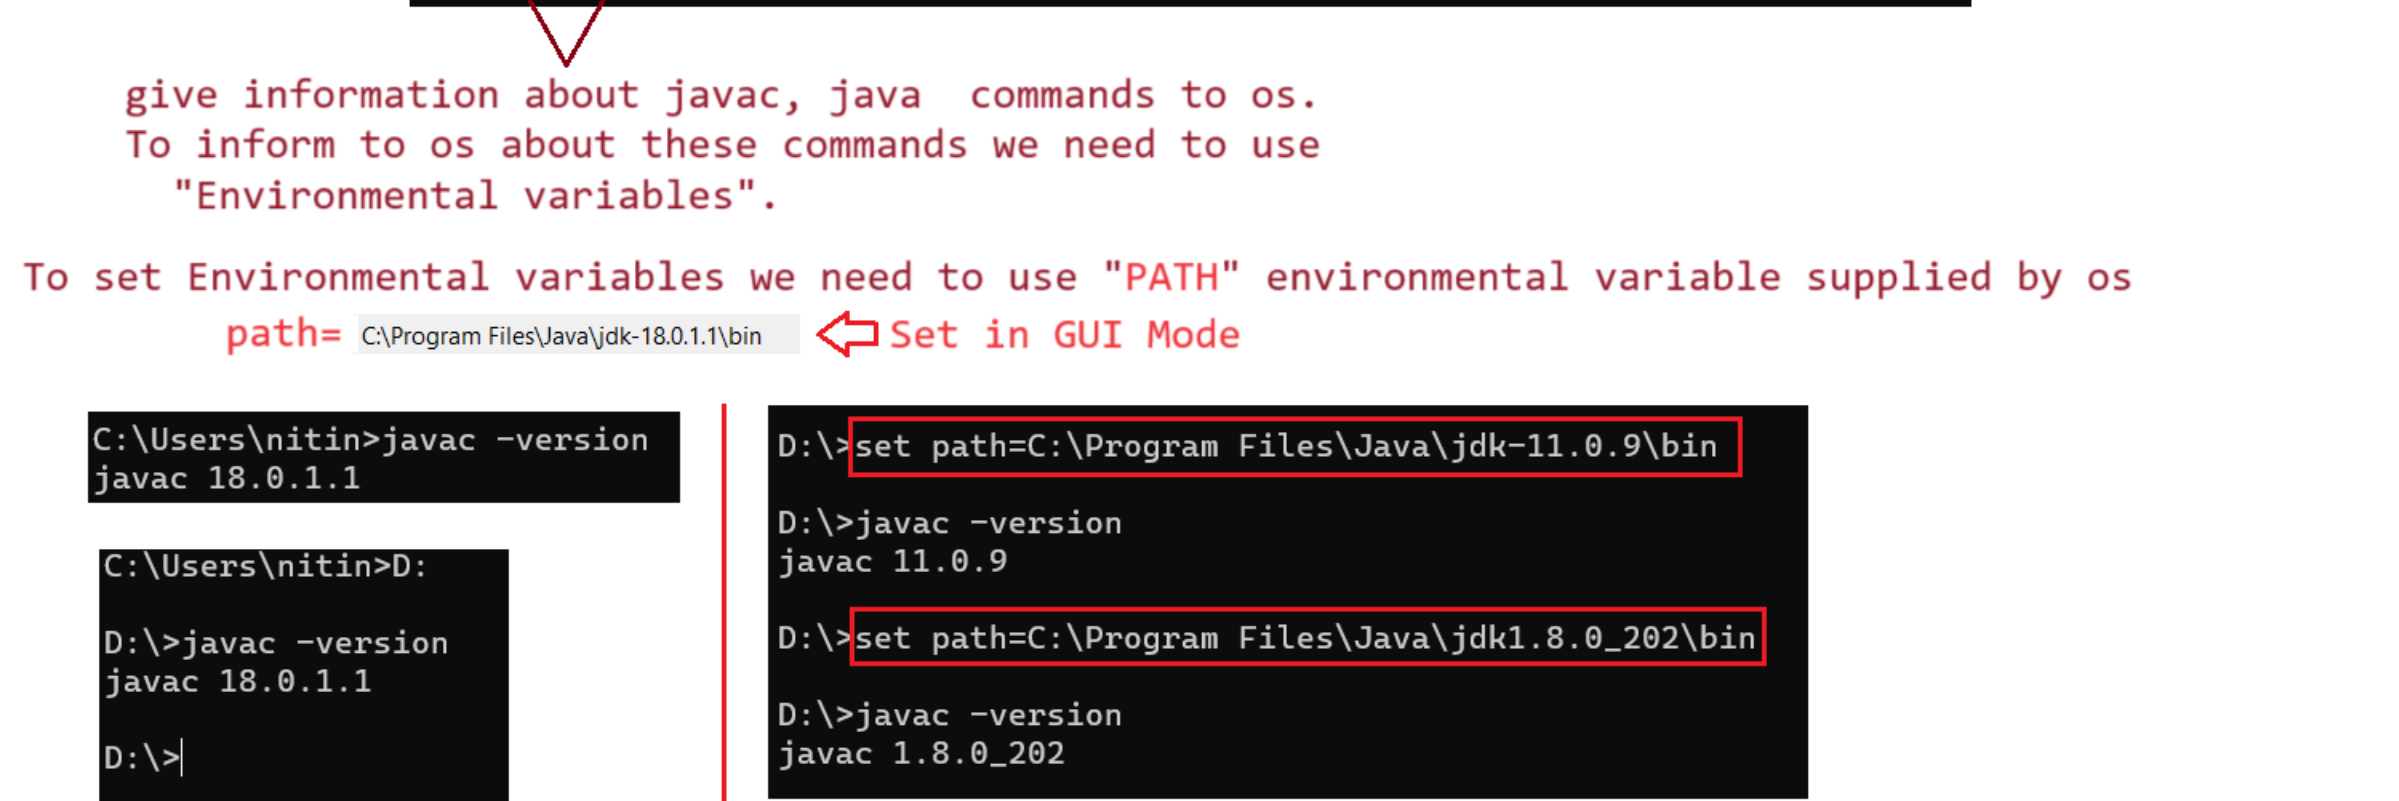 give information about javac, java commands to os.
To inform to os about these commands we need to use
"Environmental variables".
To set Environmental variables we need to use "PATH" environmental variable supplied by os
path= C:\Program Files\Java\jdk-18.0.1.1\bin Set in GUI Mode
C:\Users\nitin>javac -version
javac 18.0.1.1
C:\Users\nitin>D:
D:\>javac -version
javac 18.0.1.1
D:\>
D:\>set path=C:\Program Files\Java\jdk-11.0.9\bin
D:\>javac -version
javac 11.0.9
D:\>set path=C:\Program Files\Java\jdk1.8.0_202\bin
D:\>javac -version
javac 1.8.0_202